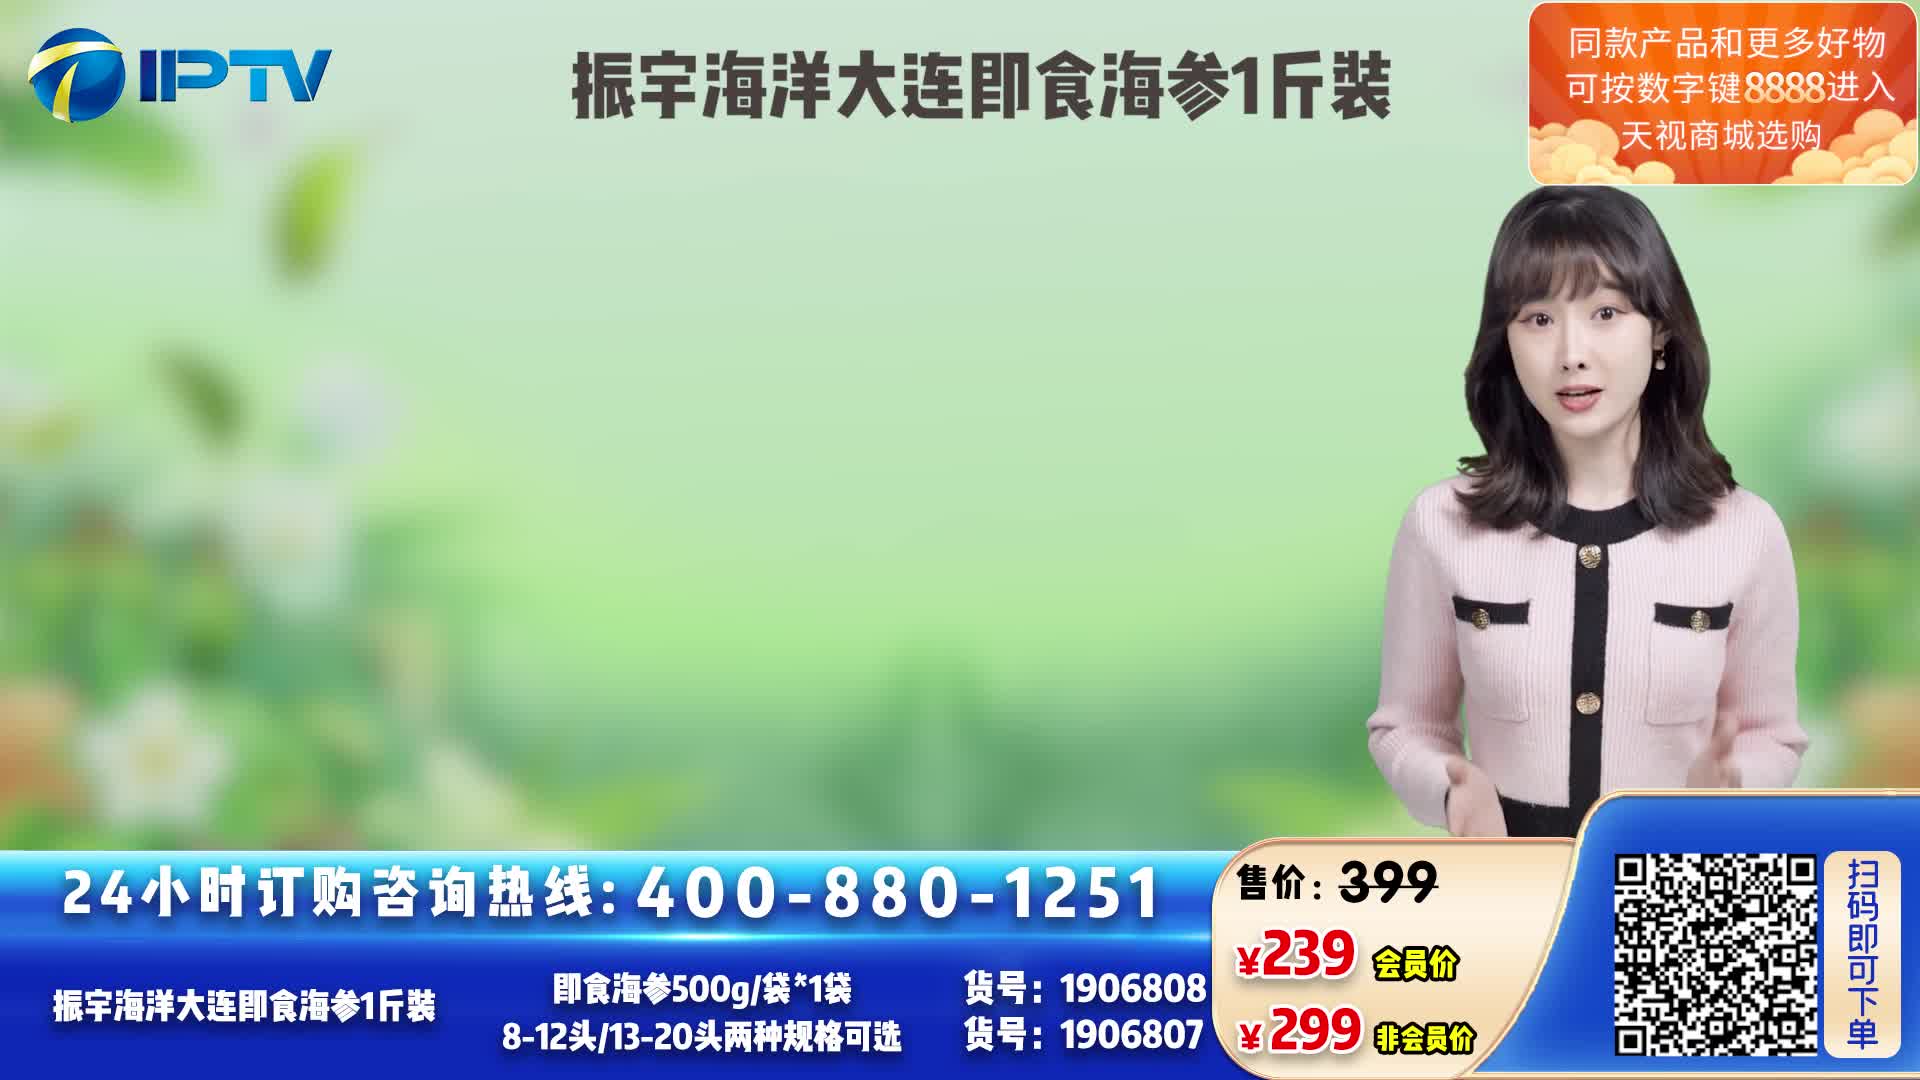 IPTV
振宇海洋大连即食海参1斤装
同款产品和更多好物
可按数字键8888进入
天视商城选购
24小时订购咨询热线:400-880-1251
振宇海洋大连即食海参1斤装
即食海参500g/袋*1袋
8-12头/13-20头两种规格可选
货号：1906808
货号：1906807
售价：399
¥239 会员价
¥299 非会员价
扫码即可下单